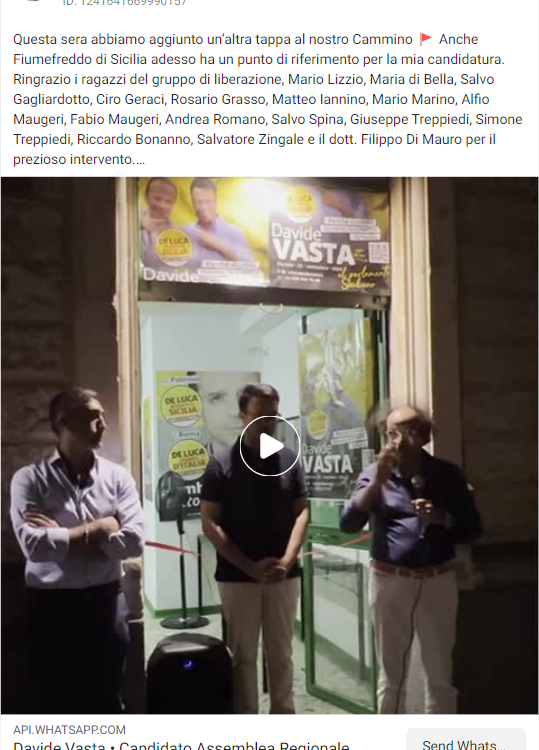 ID: 1241641669990157
Questa sera abbiamo aggiunto un'altra tappa al nostro Cammino 🚩 Anche
Fiumefreddo di Sicilia adesso ha un punto di riferimento per la mia candidatura.
Ringrazio i ragazzi del gruppo di liberazione, Mario Lizzio, Maria di Bella, Salvo
Gagliardotto, Ciro Geraci, Rosario Grasso, Matteo Iannino, Mario Marino, Alfio
Maugeri, Fabio Maugeri, Andrea Romano, Salvo Spina, Giuseppe Treppiedi, Simone
Treppiedi, Riccardo Bonanno, Salvatore Zingale e il dott. Filippo Di Mauro per il
prezioso intervento.…
DE LUCA
Davide
VASTA
al parlamento
Siciliano
DE LUCA
Davide
DE LUCA
SICILIA
DE LUCA
D'ITALIA
Davide
VASTA
API.WHATSAPP.COM
Davide Vasta • Candidato Assemblea Regionale
Send Whats...